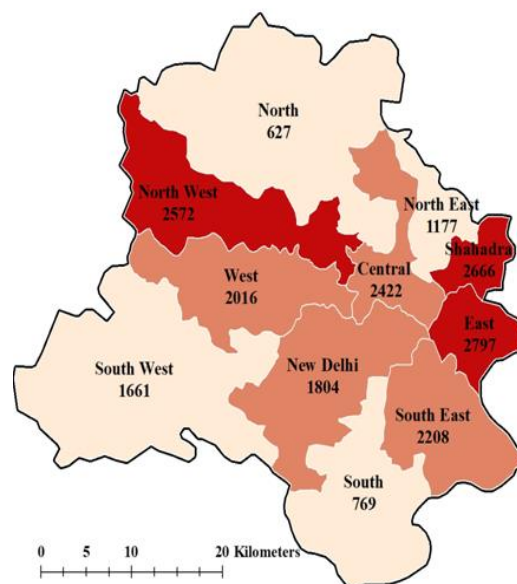 North
627
North West
2572
North East
1177
Shahadra
2666
Central
2422
West
2016
East
2797
South West
1661
New Delhi
1804
South East
2208
South
769
0 5 10 20 Kilometers